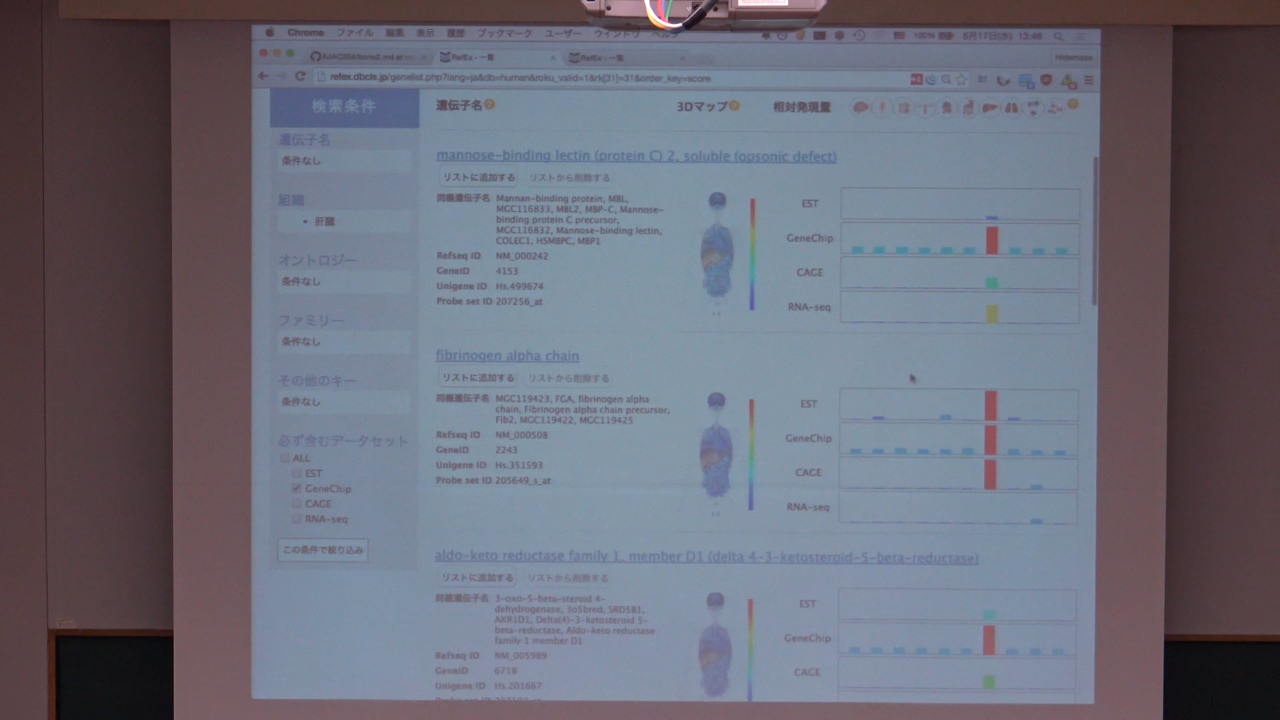 Chrome ファイル 編集 表示 履歴 ブックマーク ユーザー ウィンドウ ヘルプ
100% 6月17日(水) 13:46
RefEx - 一覧
RefEx - 一覧
Hidemasa
refex.dbcls.jp/genelist.php?lang=ja&db=human&roku_valid=1&rk[31]=31&order_key=score
検索条件
遺伝子名
3Dマップ
相対発現量
遺伝子名
条件なし
組織
• 肝臓
オントロジー
条件なし
ファミリー
条件なし
その他のキー
条件なし
必ず含むデータセット
ALL
EST
GeneChip
CAGE
RNA-seq
この条件で絞り込み
mannose-binding lectin (protein C) 2, soluble (opsonic defect)
リストに追加する リストから削除する
同義遺伝子名 Mannan-binding protein, MBL,
MGC116833, MBL2, MBP-C, Mannose-
binding protein C precursor,
MGC116832, Mannose-binding lectin,
COLEC1, HSMBPC, MBP1
Refseq ID NM_000242
GeneID 4153
Unigene ID Hs.499674
Probe set ID 207256_at
EST
GeneChip
CAGE
RNA-seq
fibrinogen alpha chain
リストに追加する リストから削除する
同義遺伝子名 MGC119423, FGA, fibrinogen alpha
chain, Fibrinogen alpha chain precursor,
Fib2, MGC119422, MGC119425
Refseq ID NM_000508
GeneID 2243
Unigene ID Hs.351593
Probe set ID 205649_s_at
EST
GeneChip
CAGE
RNA-seq
aldo-keto reductase family 1, member D1 (delta 4-3-ketosteroid-5-beta-reductase)
リストに追加する リストから削除する
同義遺伝子名 3-oxo-5-beta-steroid 4-
dehydrogenase, 3o5bred, SRD5B1,
AKR1D1, Delta(4)-3-ketosteroid 5-
beta-reductase, Aldo-keto reductase
family 1 member D1
Refseq ID NM_005989
GeneID 6718
Unigene ID Hs.201667
EST
GeneChip
CAGE